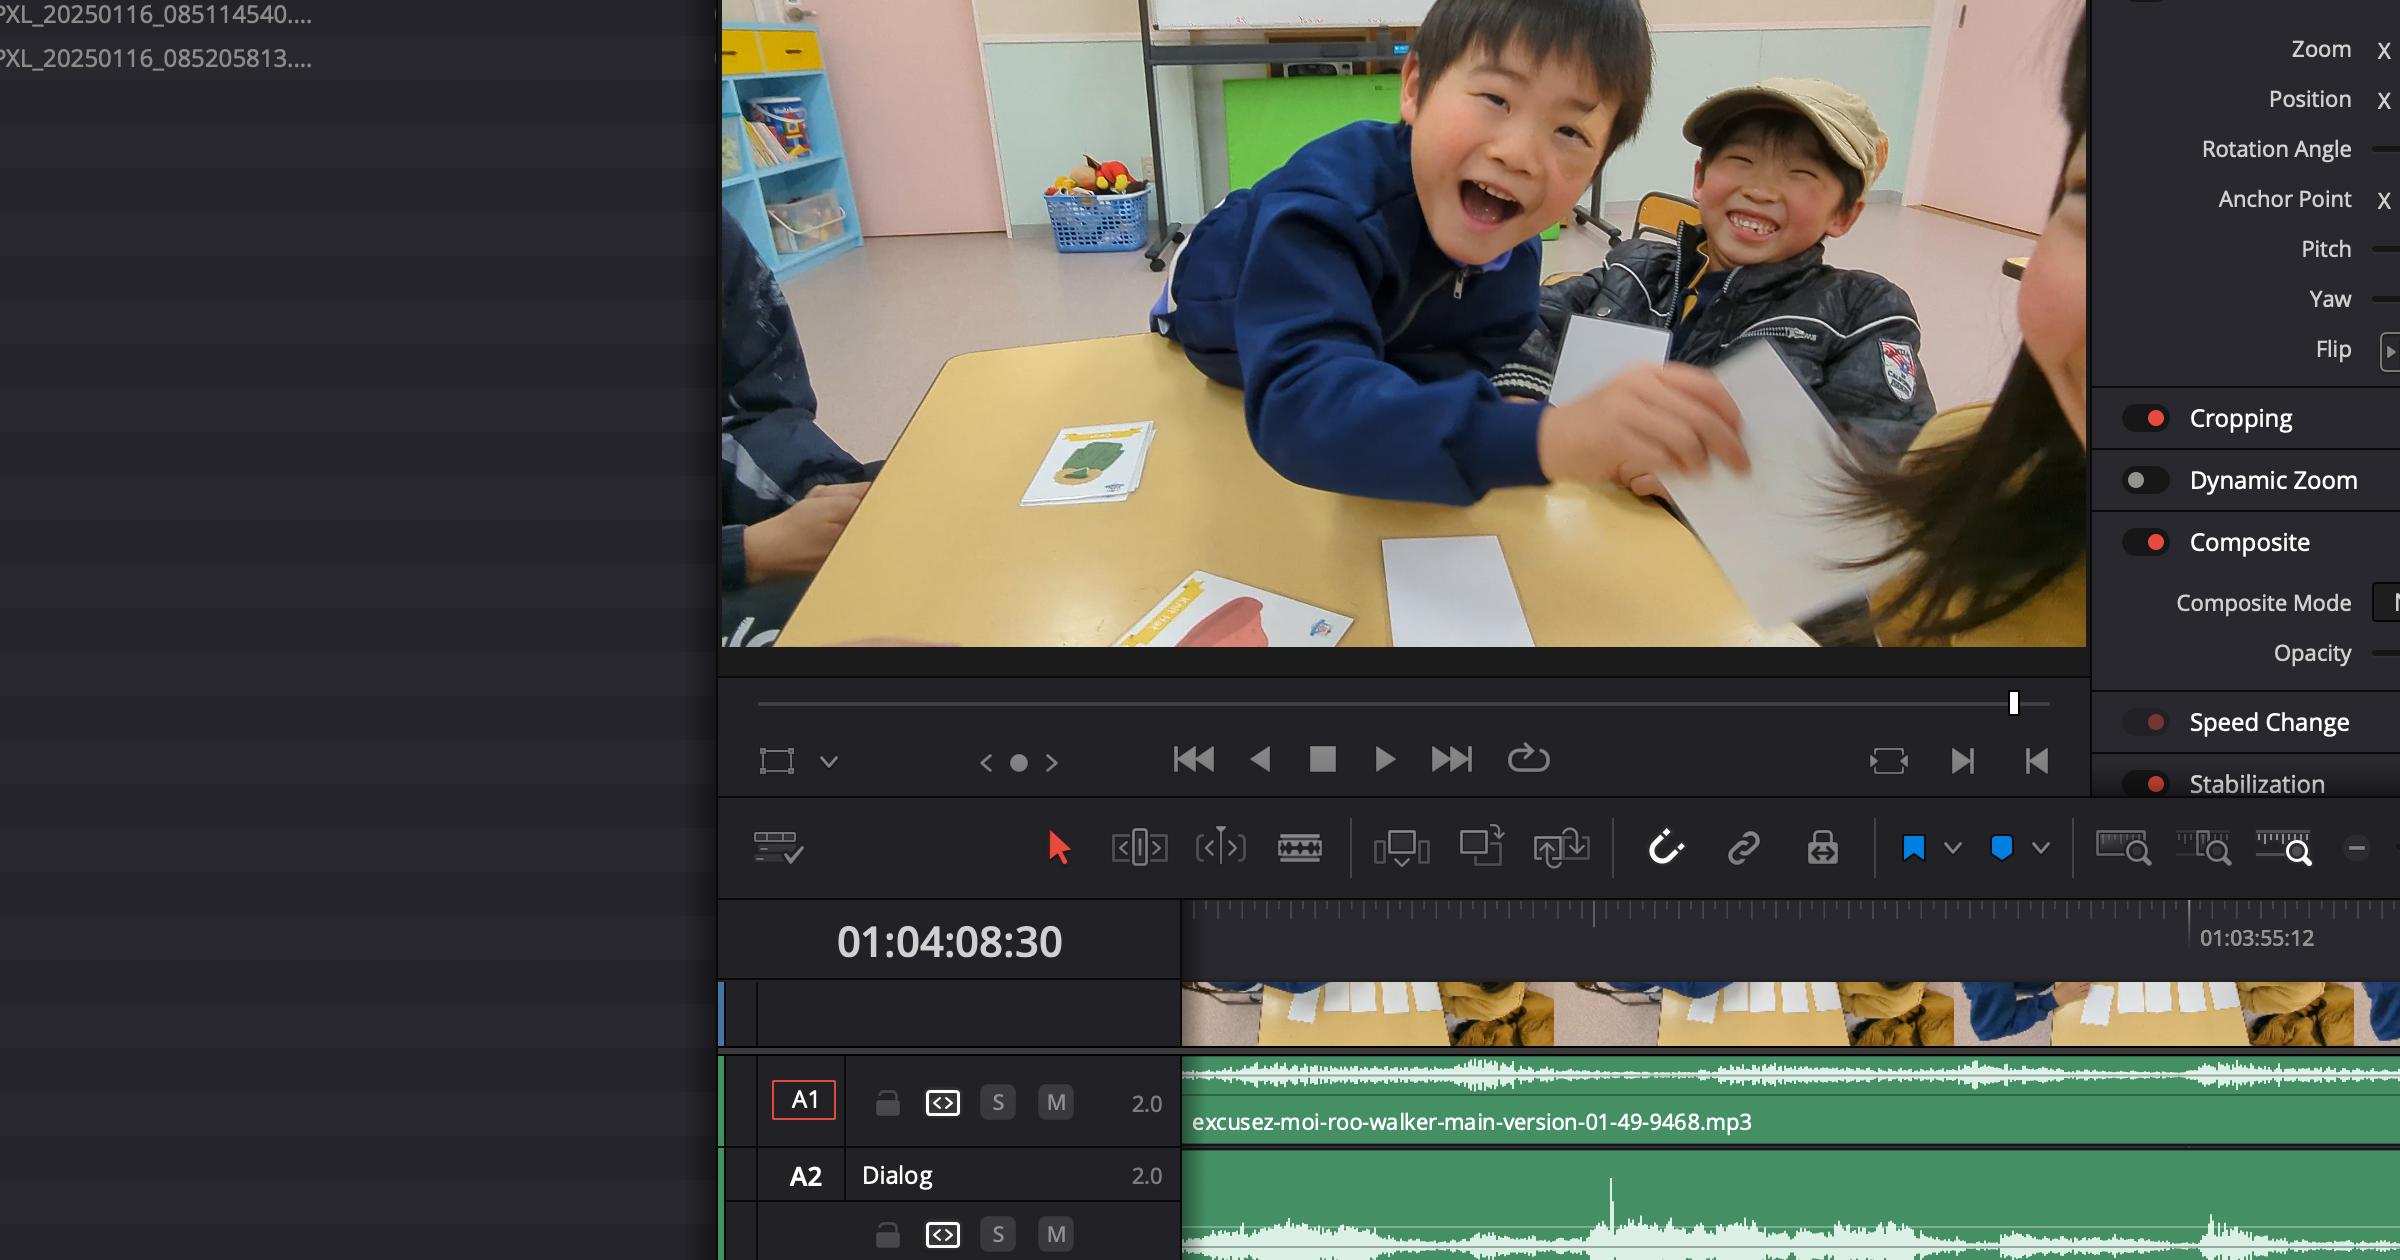 PXL_20250116_085114540....
PXL_20250116_085205813....
Zoom X
Position X
Rotation Angle
Anchor Point X
Pitch
Yaw
Flip
Cropping
Dynamic Zoom
Composite
Composite Mode
Opacity
Speed Change
Stabilization
Knit Hat
01:04:08:30
01:03:55:12
A1 S M 2.0
excusez-moi-roo-walker-main-version-01-49-9468.mp3
A2 Dialog 2.0
S M